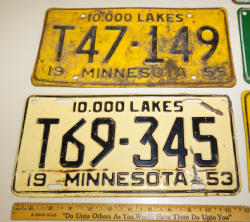 10.000 LAKES
T47-149
19 MINNESOTA 55
10.000 LAKES
T69-345
19 MINNESOTA 53
"Do Unto Others As You Would Have Them Do Unto You"